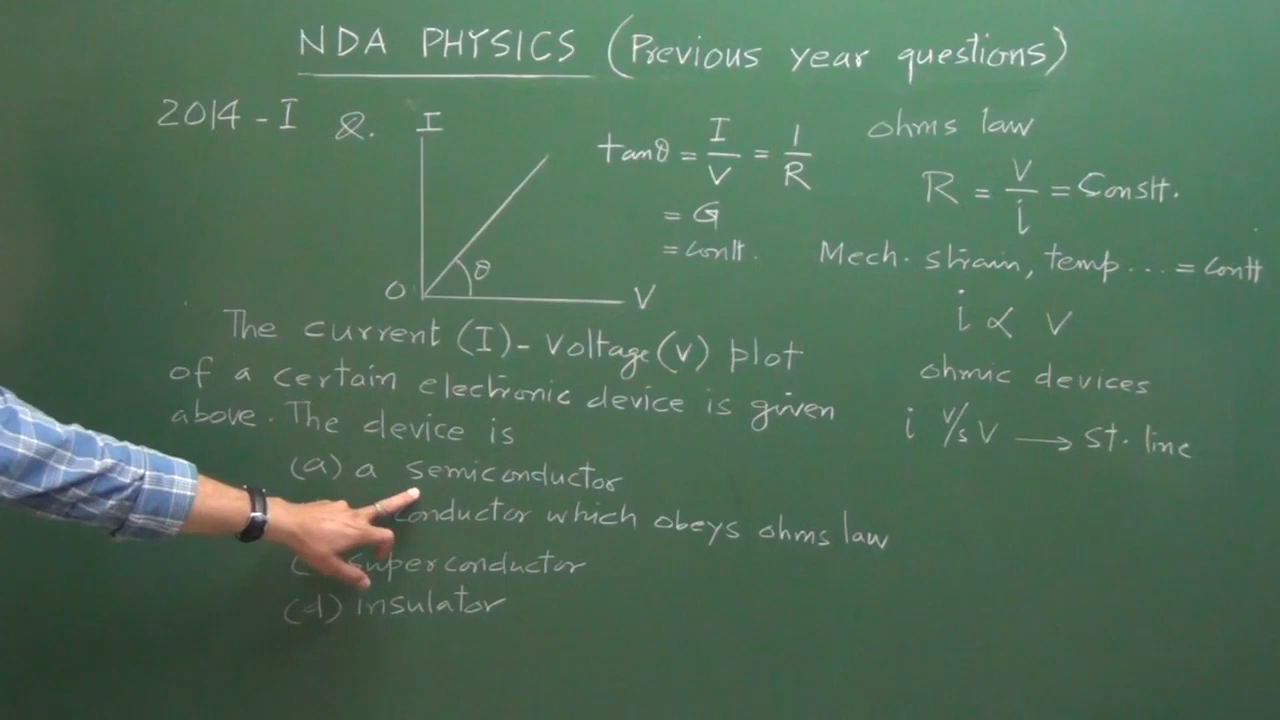 NDA PHYSICS (Previous year questions)
2014-I Q. I
O θ V
tanθ = I/V = 1/R
= G
= Contt.
ohms law
R = V/i = Constt.
Mech. strain, temp... = Contt
i ∝ V
ohmic devices
i V/s V → St. line
The current (I)-Voltage(V) plot
of a certain electronic device is given
above. The device is
(a) a semiconductor
conductor which obeys ohms law
(c superconductor
(d) insulator